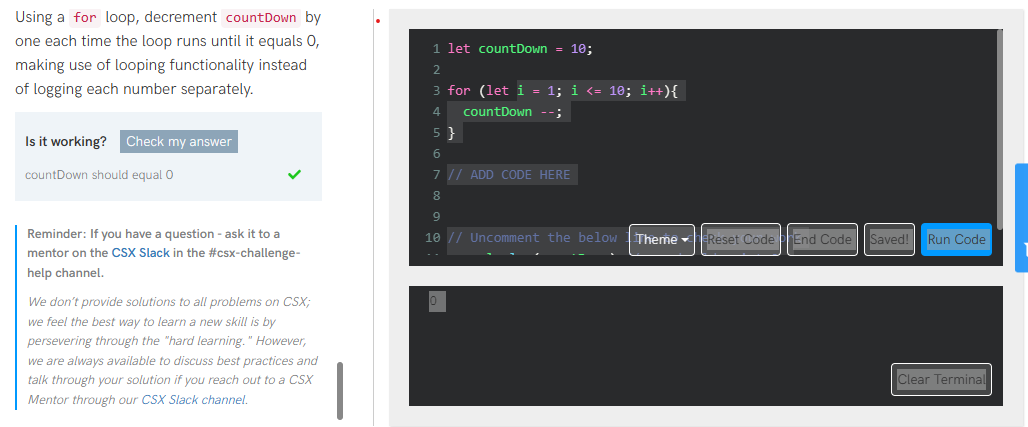 Using a for loop, decrement countDown by
one each time the loop runs until it equals 0,
making use of looping functionality instead
of logging each number separately.
Is it working? Check my answer
countDown should equal 0
Reminder: If you have a question - ask it to a
mentor on the CSX Slack in the #csx-challenge-
help channel.
We don't provide solutions to all problems on CSX;
we feel the best way to learn a new skill is by
persevering through the "hard learning." However,
we are always available to discuss best practices and
talk through your solution if you reach out to a CSX
Mentor through our CSX Slack channel.
1 let countDown = 10;
2
3 for (let i = 1; i <= 10; i++){
4 countDown --;
5 }
6
7 // ADD CODE HERE
8
9
10 // Uncomment the below
Theme Reset Code End Code Saved! Run Code
0
Clear Terminal